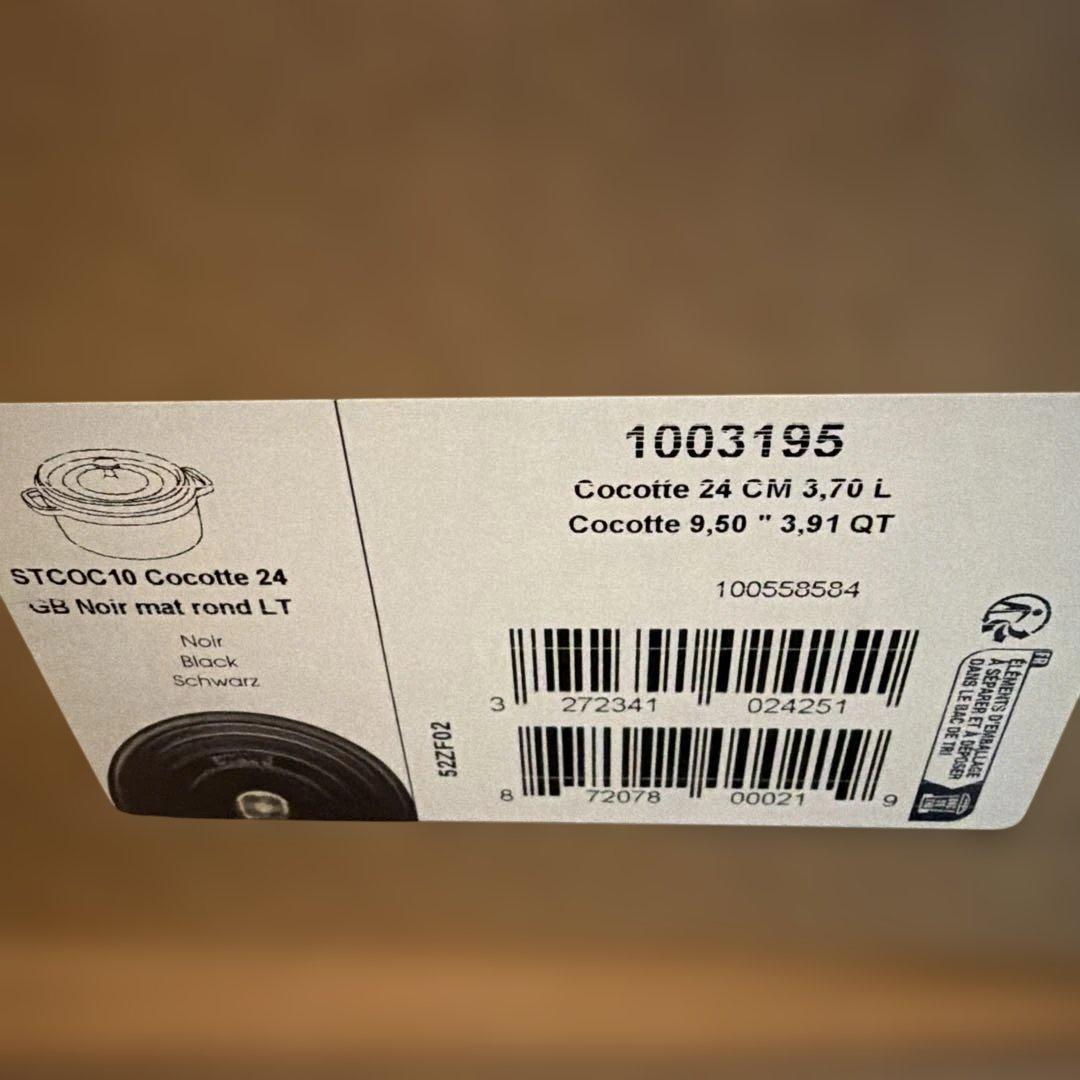 STCOC10 Cocotte 24
GB Noir mat rond LT
Noir
Black
Schwarz
1003195
Cocotte 24 CM 3,70 L
Cocotte 9,50 " 3,91 QT
100558584
3 272341 024251
52ZF02
8 72078 00021 9
FR
ÉLÉMENTS D'EMBALLAGE
À SÉPARER ET À DÉPOSER
DANS LE BAC DE TRI